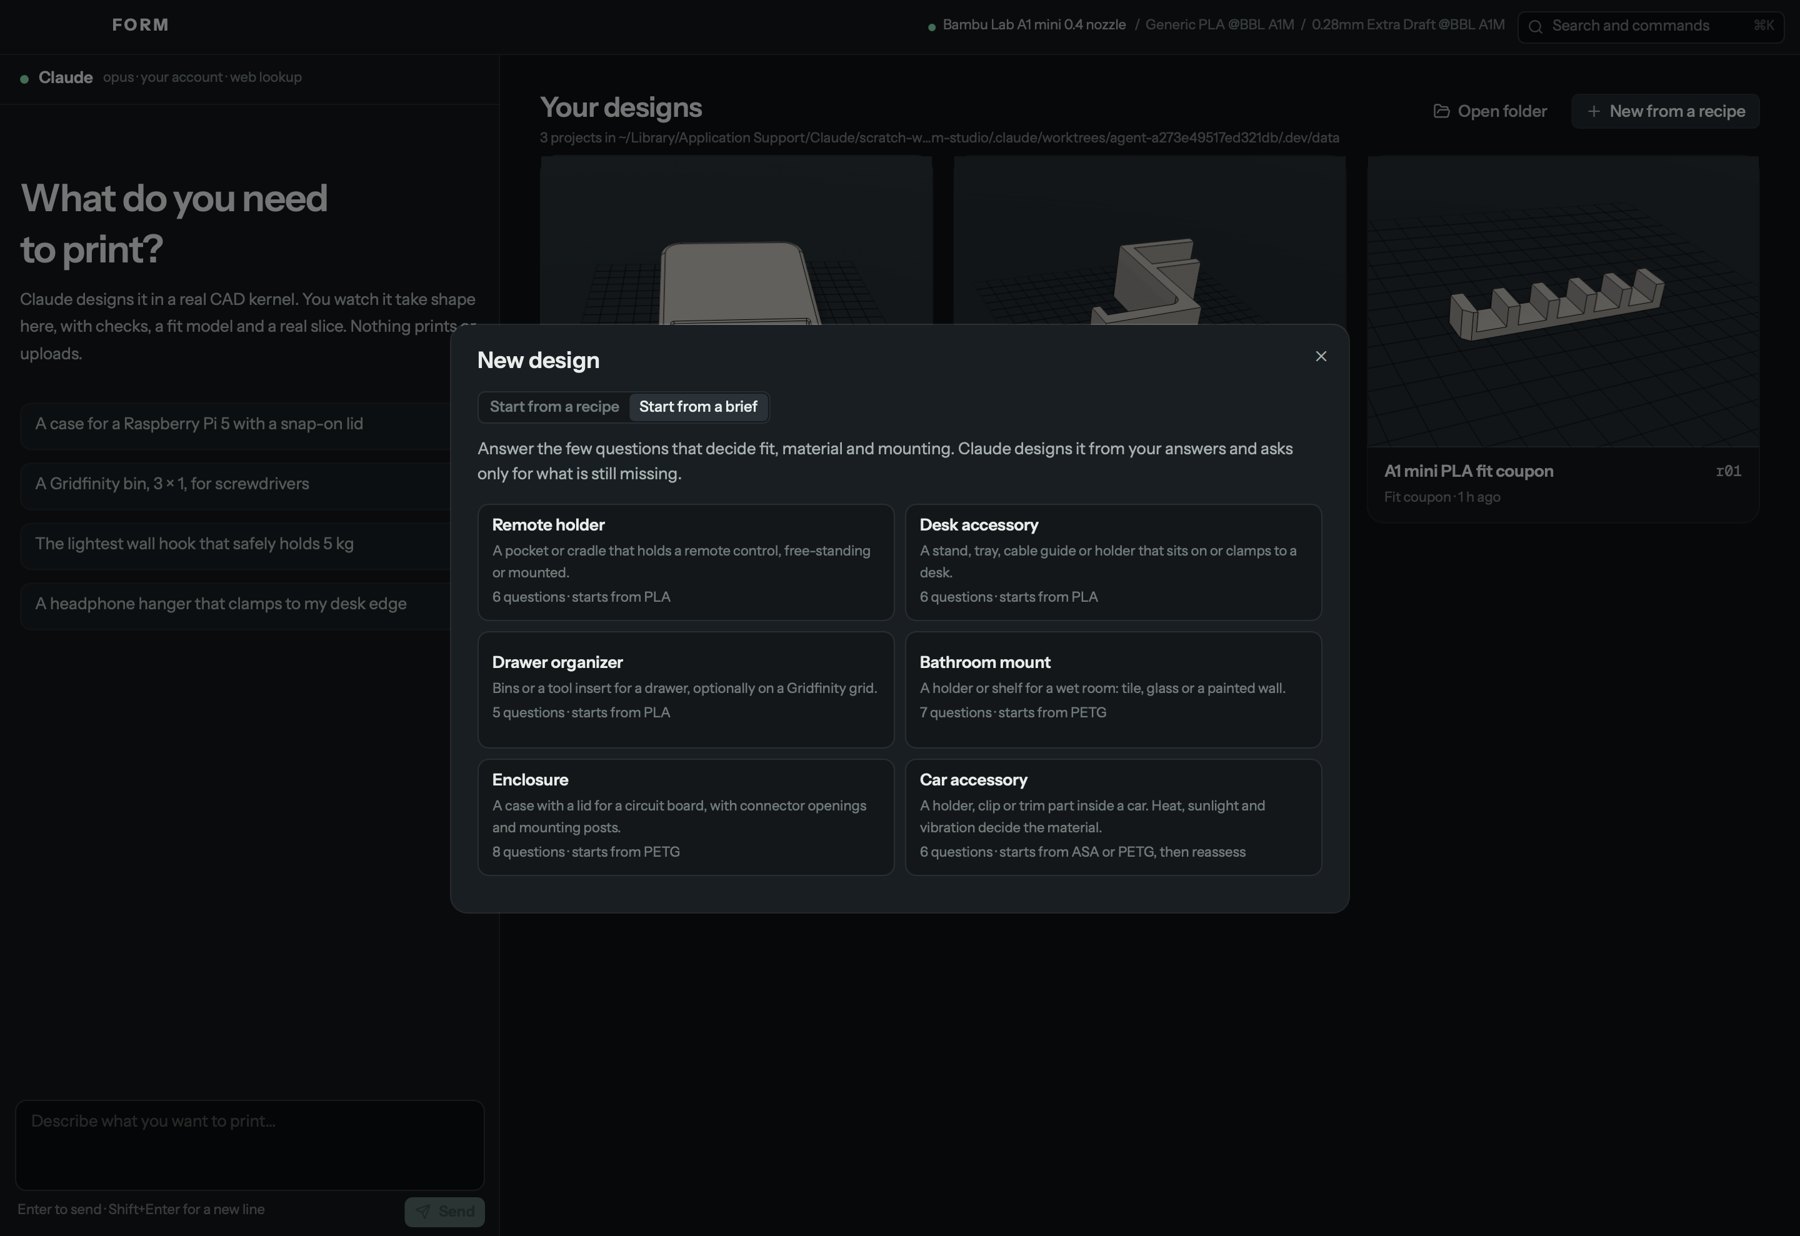 FORM
Bambu Lab A1 mini 0.4 nozzle / Generic PLA @BBL A1M / 0.28mm Extra Draft @BBL A1M
Search and commands ⌘K
Claude opus · your account · web lookup
What do you need
to print?
Claude designs it in a real CAD kernel. You watch it take shape
here, with checks, a fit model and a real slice. Nothing prints or
uploads.
A case for a Raspberry Pi 5 with a snap-on lid
A Gridfinity bin, 3 × 1, for screwdrivers
The lightest wall hook that safely holds 5 kg
A headphone hanger that clamps to my desk edge
Describe what you want to print...
Enter to send · Shift+Enter for a new line
Send
Your designs
3 projects in ~/Library/Application Support/Claude/scratch-w...m-studio/.claude/worktrees/agent-a273e49517ed321db/.dev/data
Open folder
+ New from a recipe
A1 mini PLA fit coupon r01
Fit coupon · 1 h ago
New design
Start from a recipe
Start from a brief
Answer the few questions that decide fit, material and mounting. Claude designs it from your answers and asks
only for what is still missing.
Remote holder
A pocket or cradle that holds a remote control, free-standing
or mounted.
6 questions · starts from PLA
Desk accessory
A stand, tray, cable guide or holder that sits on or clamps to a
desk.
6 questions · starts from PLA
Drawer organizer
Bins or a tool insert for a drawer, optionally on a Gridfinity grid.
5 questions · starts from PLA
Bathroom mount
A holder or shelf for a wet room: tile, glass or a painted wall.
7 questions · starts from PETG
Enclosure
A case with a lid for a circuit board, with connector openings
and mounting posts.
8 questions · starts from PETG
Car accessory
A holder, clip or trim part inside a car. Heat, sunlight and
vibration decide the material.
6 questions · starts from ASA or PETG, then reassess